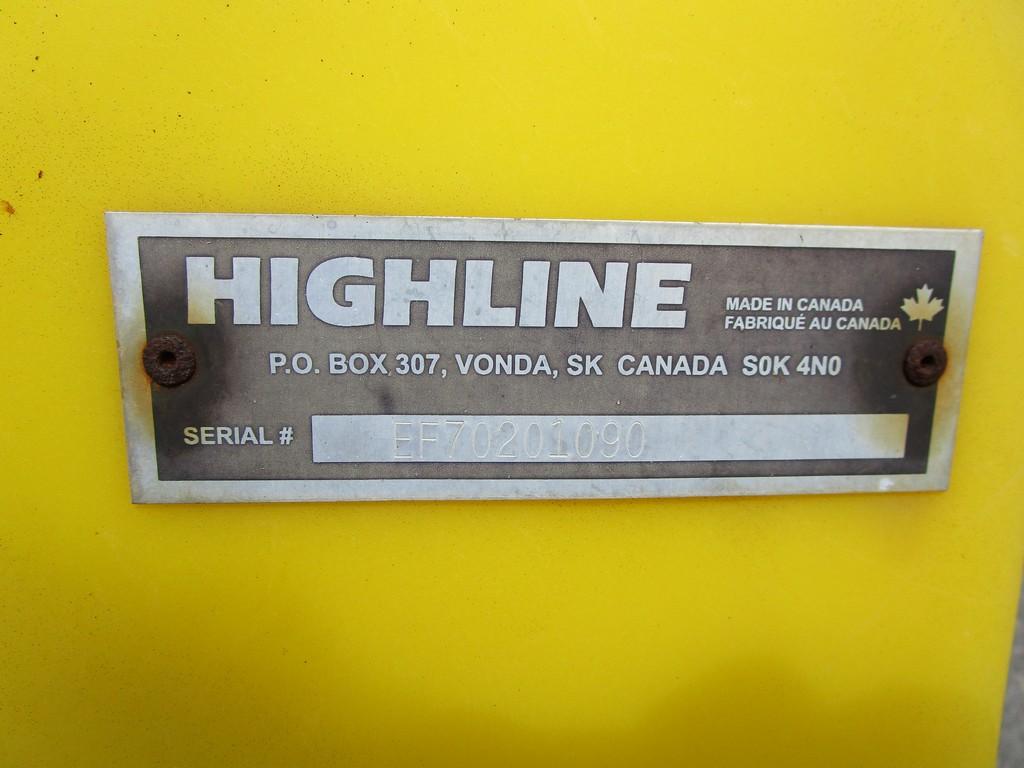 HIGHLINE
MADE IN CANADA
FABRIQUÉ AU CANADA
P.O. BOX 307, VONDA, SK CANADA S0K 4N0
SERIAL # EF70201090